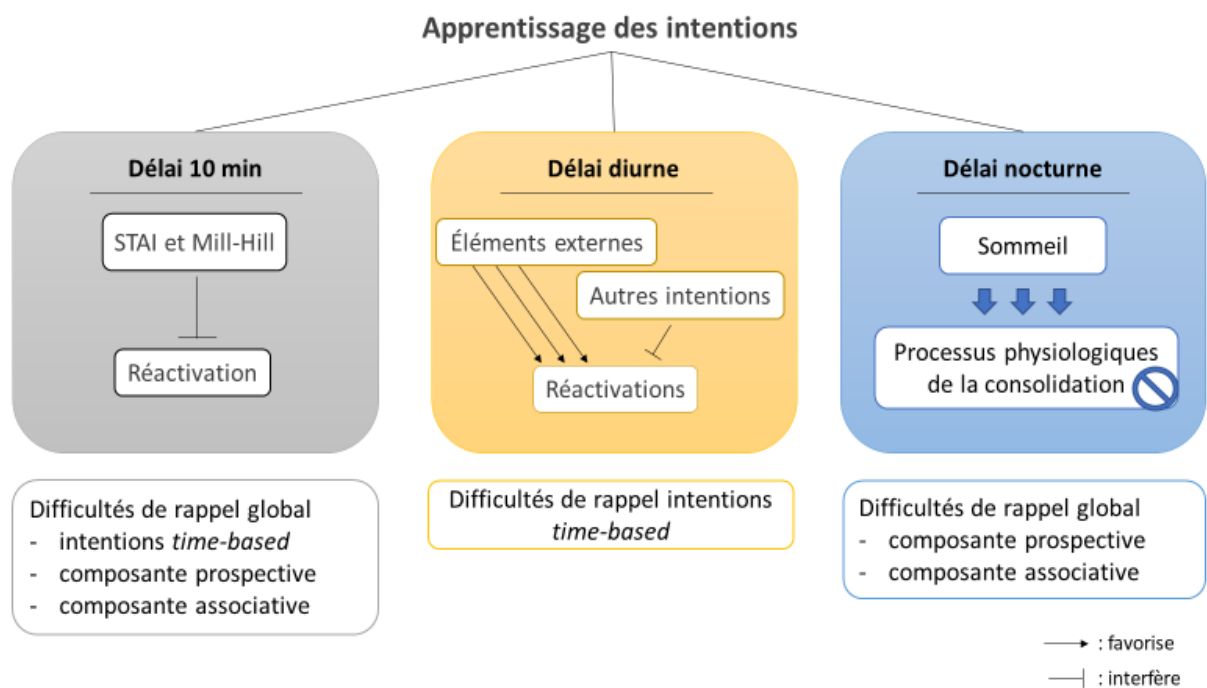 Apprentissage des intentions
Délai 10 min
STAI et Mill-Hill
Réactivation
Difficultés de rappel global
- intentions time-based
- composante prospective
- composante associative
Délai diurne
Éléments externes
Autres intentions
Réactivations
Difficultés de rappel intentions
time-based
Délai nocturne
Sommeil
Processus physiologiques
de la consolidation
Difficultés de rappel global
- composante prospective
- composante associative
: favorise
: interfère